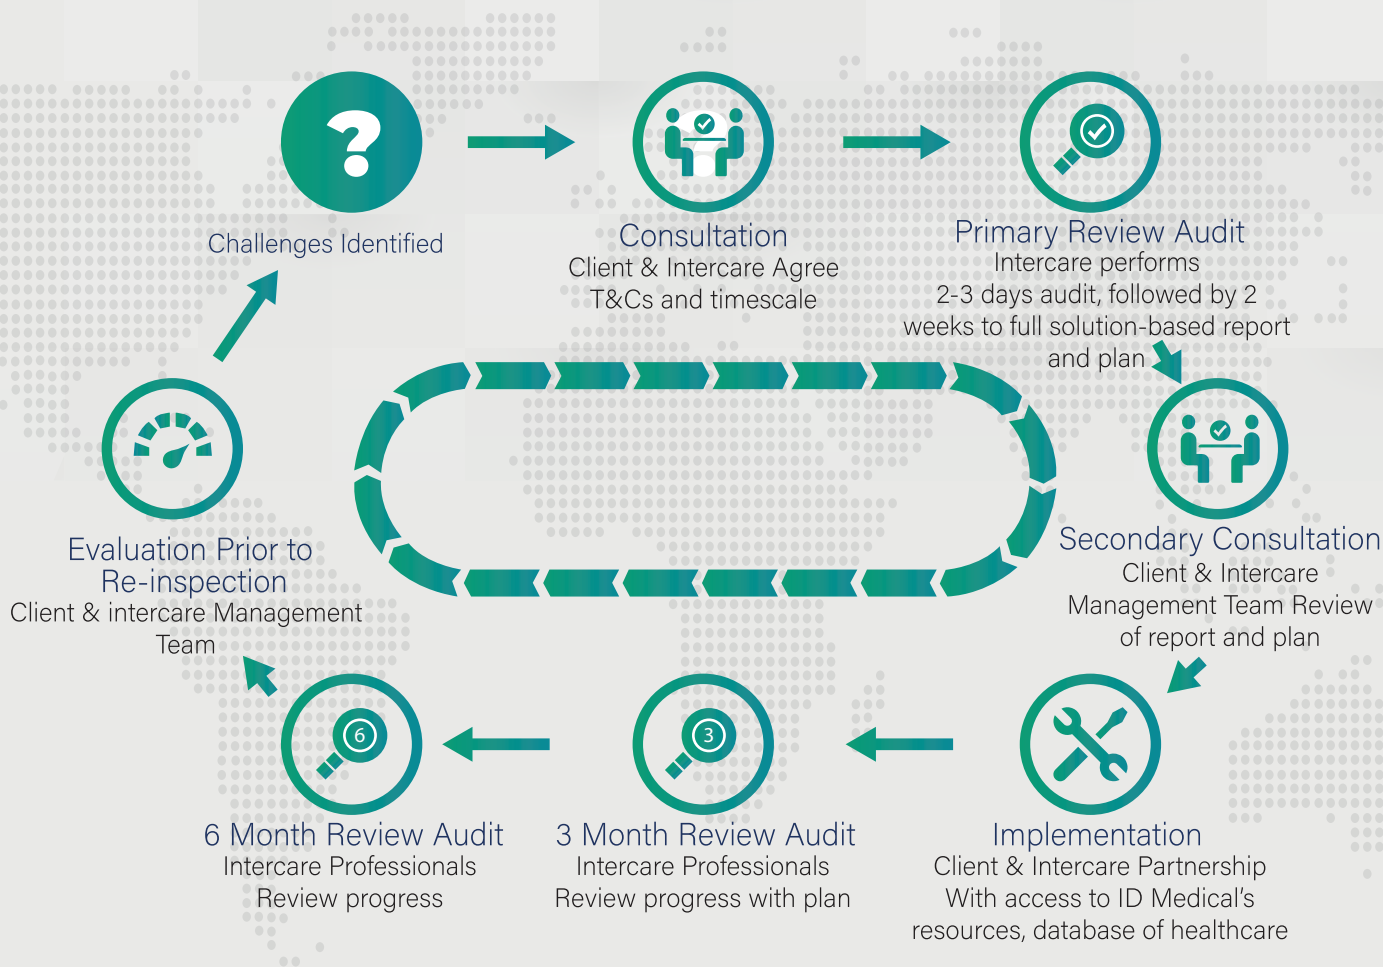 ?
Challenges Identified
Consultation
Client & Intercare Agree
T&Cs and timescale
Primary Review Audit
Intercare performs
2-3 days audit, followed by 2
weeks to full solution-based report
and plan
Secondary Consultation
Client & Intercare
Management Team Review
of report and plan
Implementation
Client & Intercare Partnership
With access to ID Medical's
resources, database of healthcare
3
3 Month Review Audit
Intercare Professionals
Review progress with plan
6
6 Month Review Audit
Intercare Professionals
Review progress
Evaluation Prior to
Re-inspection
Client & intercare Management
Team